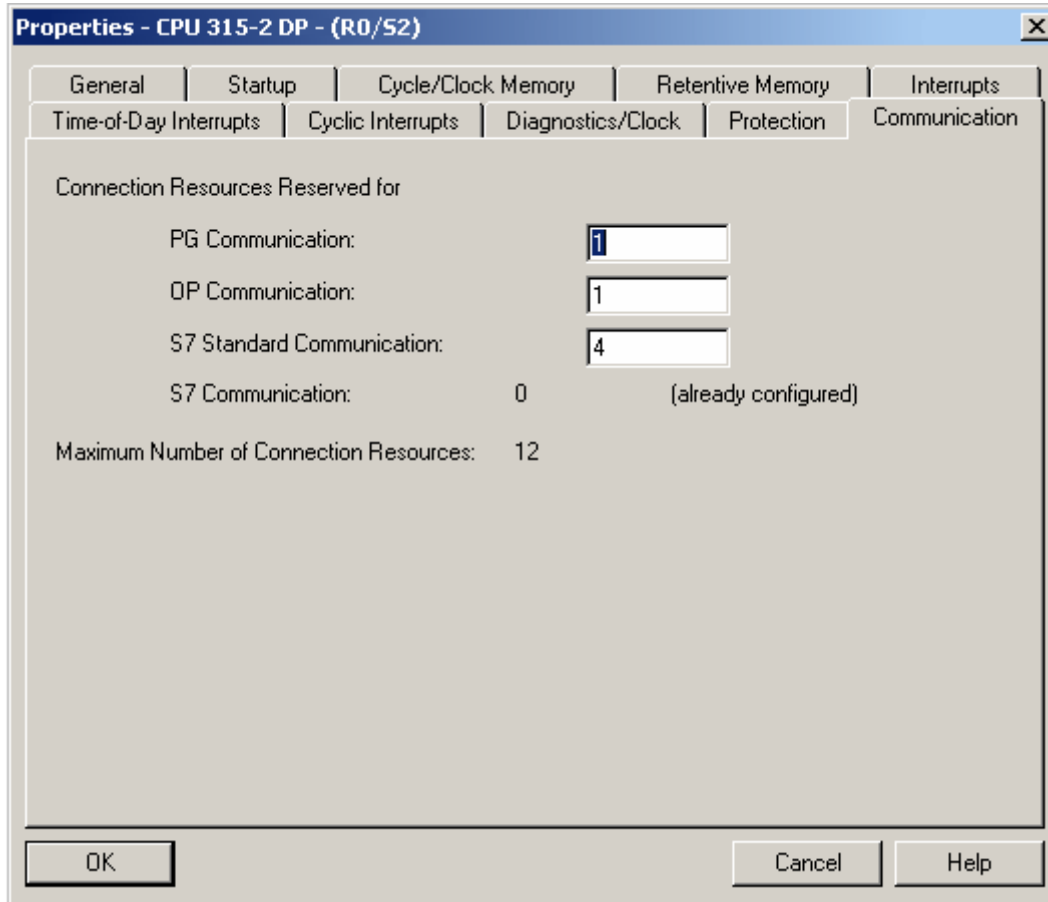 Properties - CPU 315-2 DP - (R0/S2)
General Startup Cycle/Clock Memory Retentive Memory Interrupts
Time-of-Day Interrupts Cyclic Interrupts Diagnostics/Clock Protection Communication
Connection Resources Reserved for
PG Communication: 1
OP Communication: 1
S7 Standard Communication: 4
S7 Communication: 0 (already configured)
Maximum Number of Connection Resources: 12
OK Cancel Help